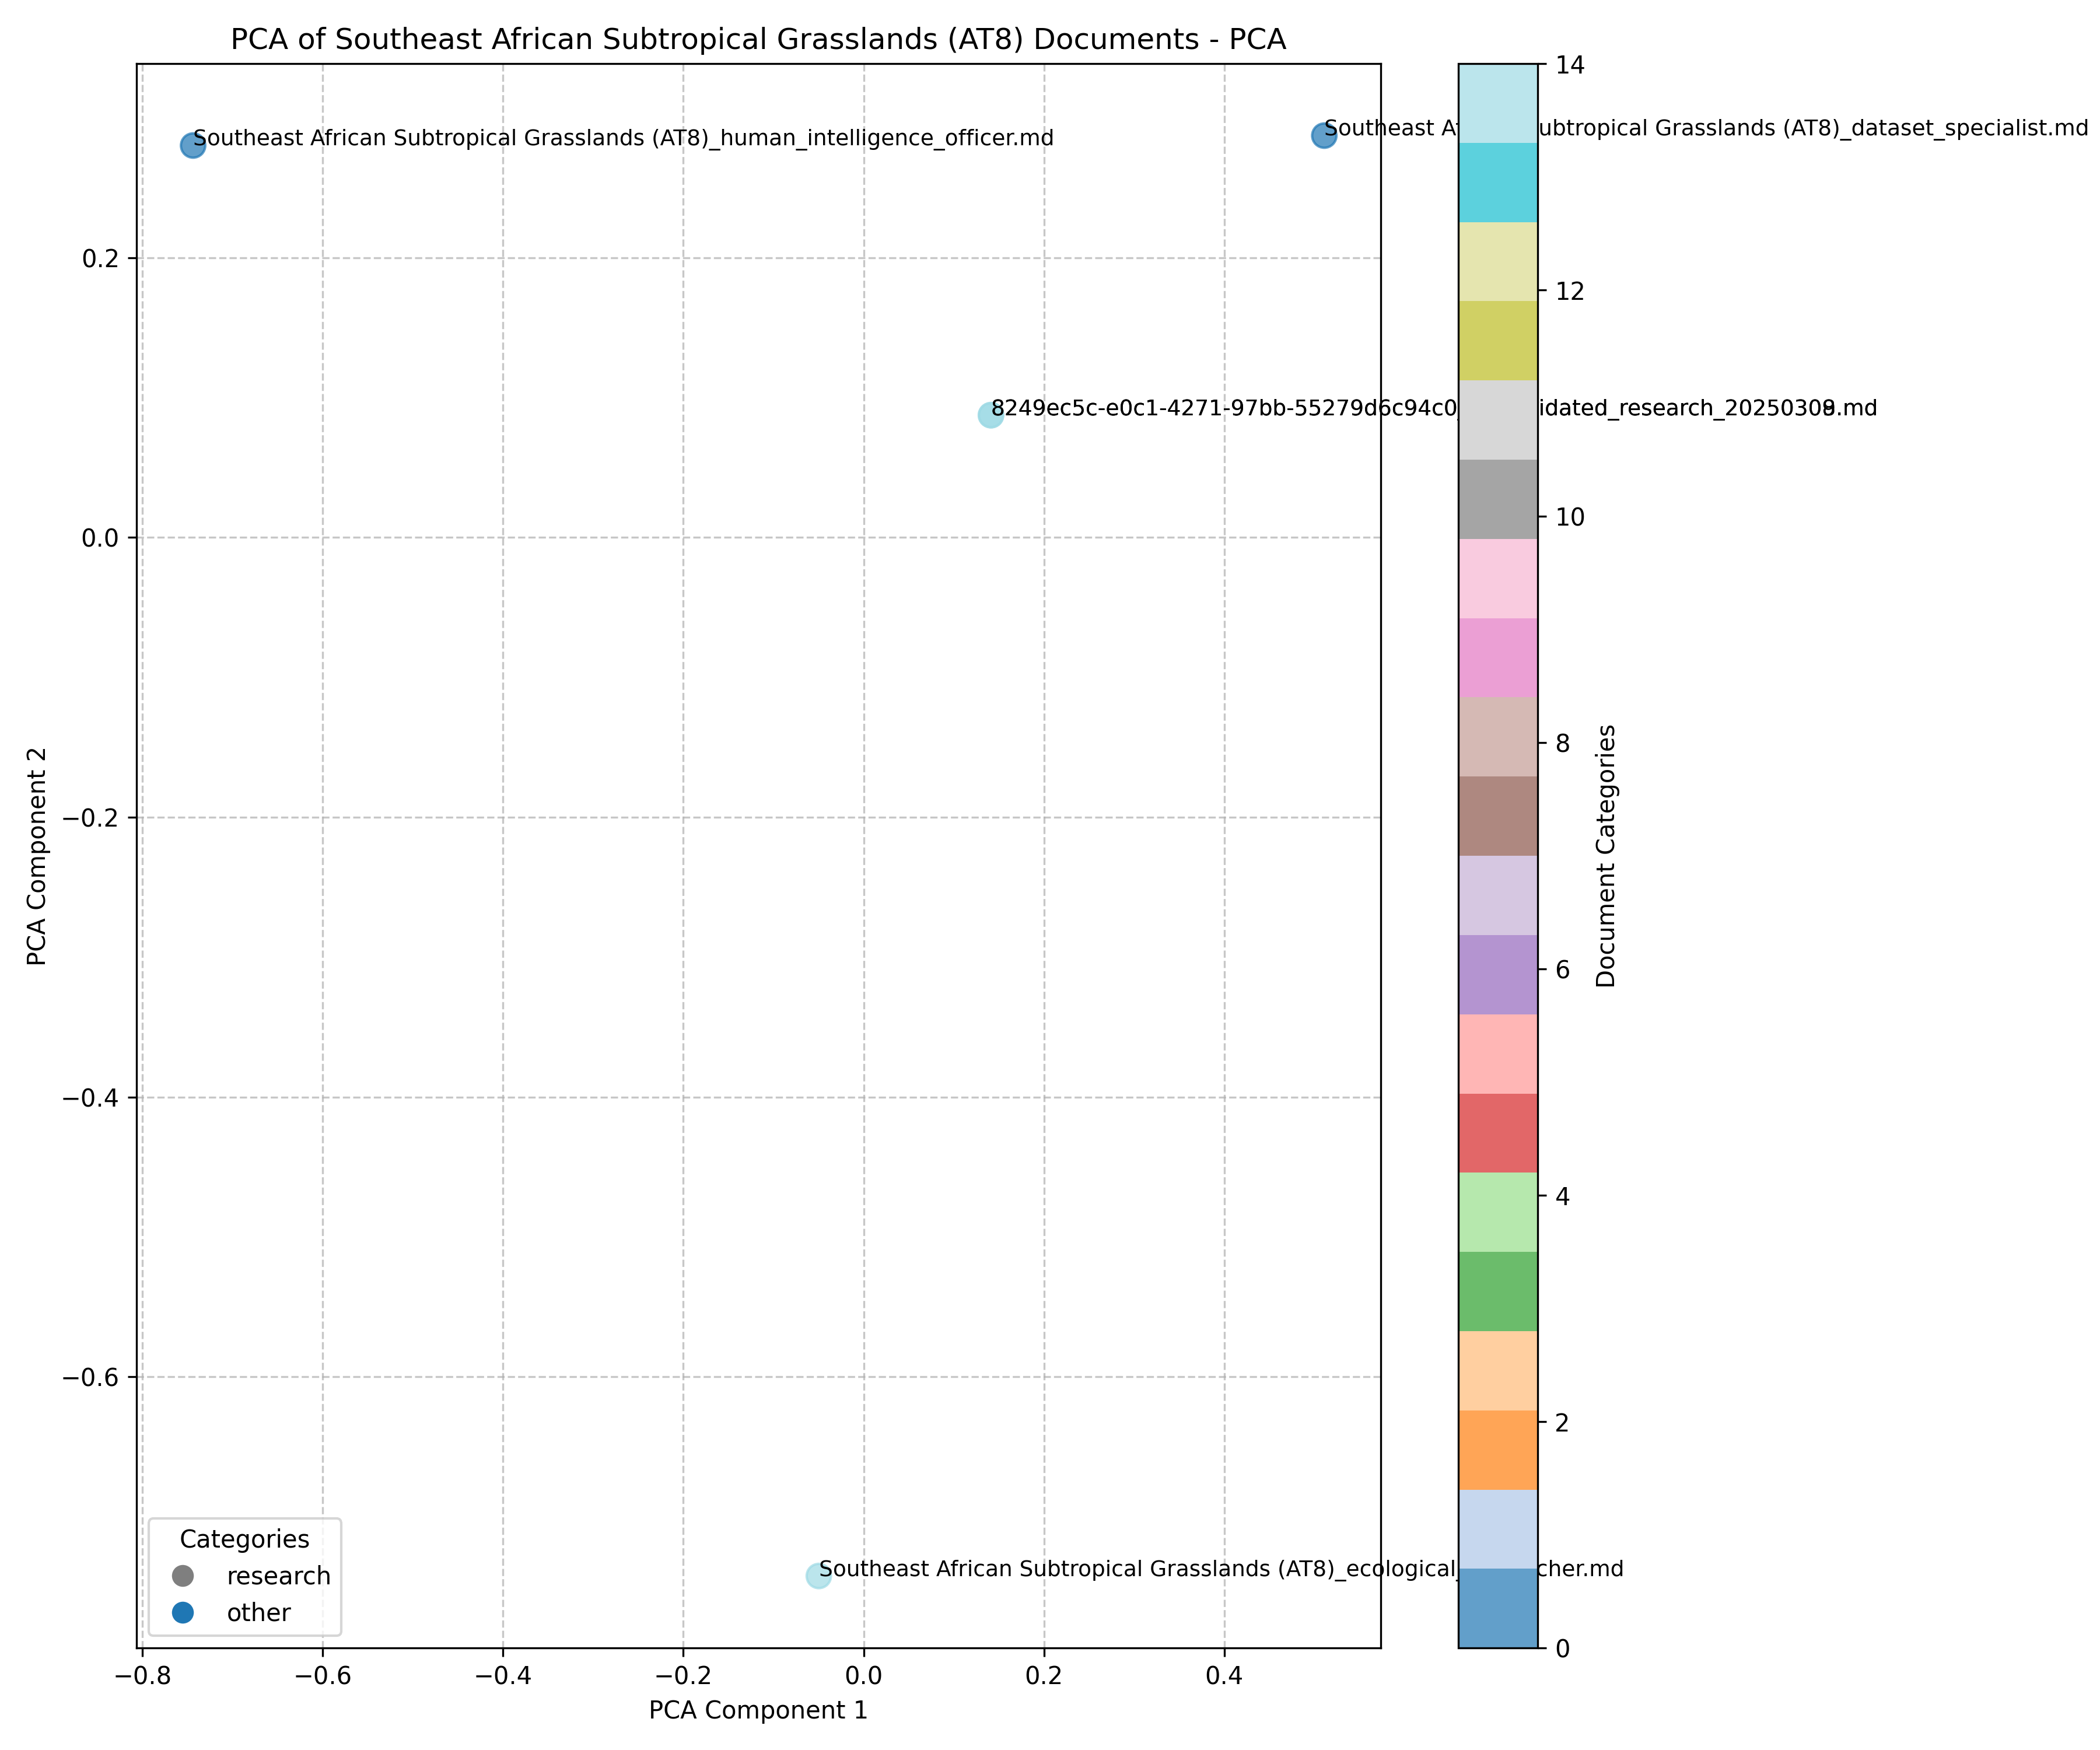 PCA of Southeast African Subtropical Grasslands (AT8) Documents - PCA
14
Southeast African Subtropical Grasslands (AT8)_human_intelligence_officer.md
Southeast A ubtropical Grasslands (AT8)_dataset_specialist.md
0.2
12
8249ec5c-e0c1-4271-97bb-55279d6c94c0 idated_research_2025030 .md
10
0.0
8
Document Categories
PCA Component 2
−0.2
6
−0.4
4
−0.6
2
Southeast African Subtropical Grasslands (AT8)_ecological_ cher.md
Categories
research
other
0
−0.8 −0.6 −0.4 −0.2 0.0 0.2 0.4
PCA Component 1